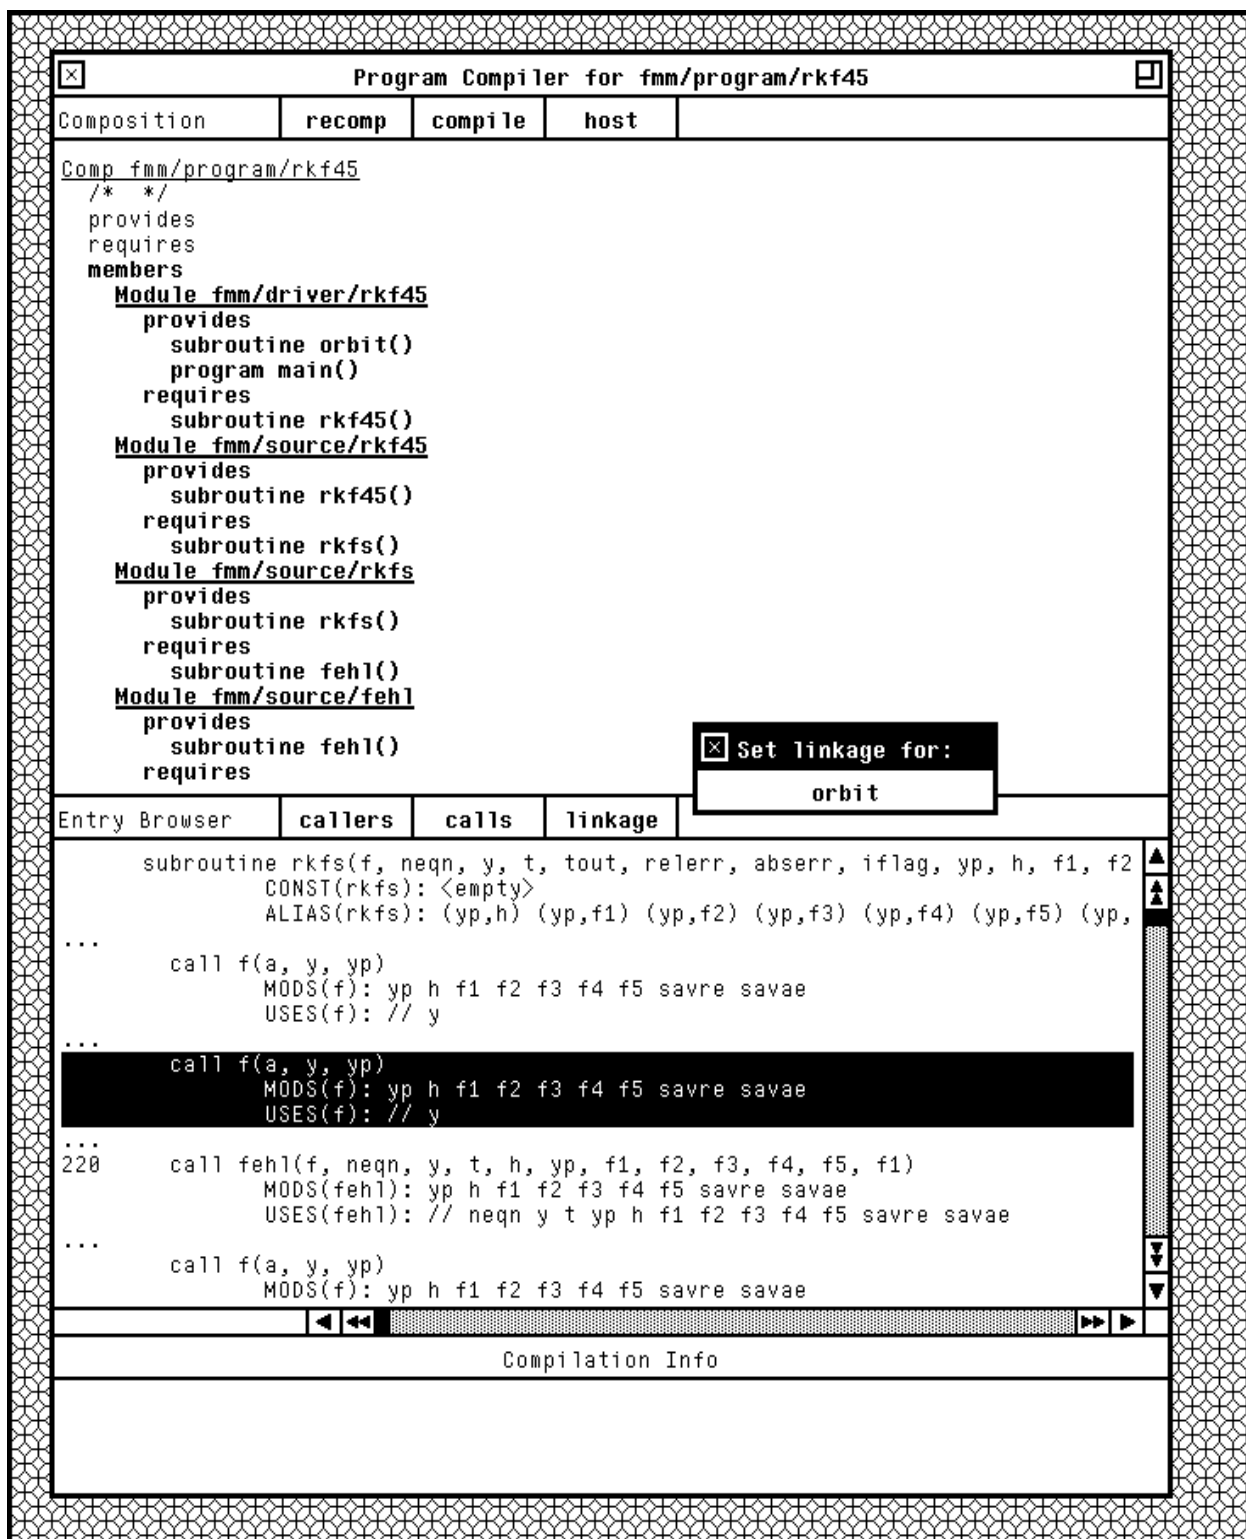 Program Compiler for fmm/program/rkf45
Composition recomp compile host
Comp fmm/program/rkf45
/* */
provides
requires
members
Module fmm/driver/rkf45
provides
subroutine orbit()
program main()
requires
subroutine rkf45()
Module fmm/source/rkf45
provides
subroutine rkf45()
requires
subroutine rkfs()
Module fmm/source/rkfs
provides
subroutine rkfs()
requires
subroutine fehl()
Module fmm/source/fehl
provides
subroutine fehl()
requires
Set linkage for:
orbit
Entry Browser callers calls linkage
subroutine rkfs(f, neqn, y, t, tout, relerr, abserr, iflag, yp, h, f1, f2
CONST(rkfs): <empty>
ALIAS(rkfs): (yp,h) (yp,f1) (yp,f2) (yp,f3) (yp,f4) (yp,f5) (yp,
...
call f(a, y, yp)
MODS(f): yp h f1 f2 f3 f4 f5 savre savae
USES(f): // y
...
call f(a, y, yp)
MODS(f): yp h f1 f2 f3 f4 f5 savre savae
USES(f): // y
...
220 call fehl(f, neqn, y, t, h, yp, f1, f2, f3, f4, f5, f1)
MODS(fehl): yp h f1 f2 f3 f4 f5 savre savae
USES(fehl): // neqn y t yp h f1 f2 f3 f4 f5 savre savae
...
call f(a, y, yp)
MODS(f): yp h f1 f2 f3 f4 f5 savre savae
Compilation Info